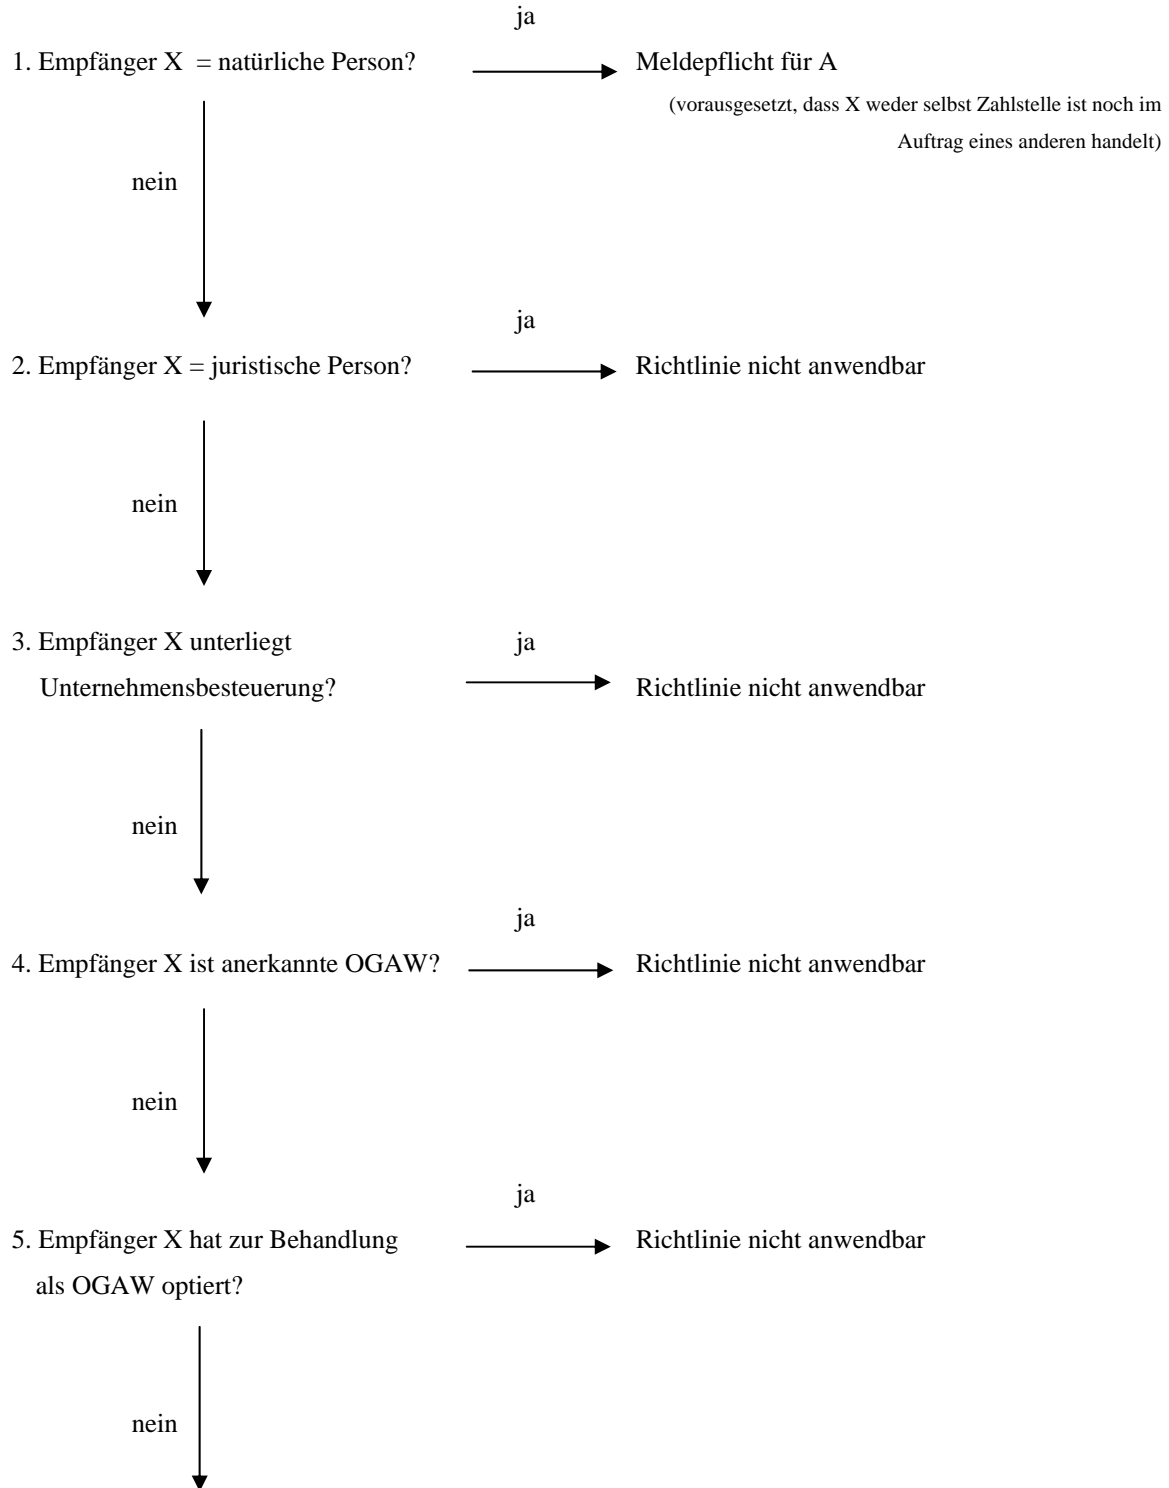 ja
1. Empfänger X  = natürliche Person?
Meldepflicht für A
(vorausgesetzt, dass X weder selbst Zahlstelle ist noch im
Auftrag eines anderen handelt)
nein
ja
2. Empfänger X = juristische Person?
Richtlinie nicht anwendbar
nein
3. Empfänger X unterliegt
ja
Unternehmensbesteuerung?
Richtlinie nicht anwendbar
nein
ja
4. Empfänger X ist anerkannte OGAW?
Richtlinie nicht anwendbar
nein
ja
5. Empfänger X hat zur Behandlung
Richtlinie nicht anwendbar
als OGAW optiert?
nein